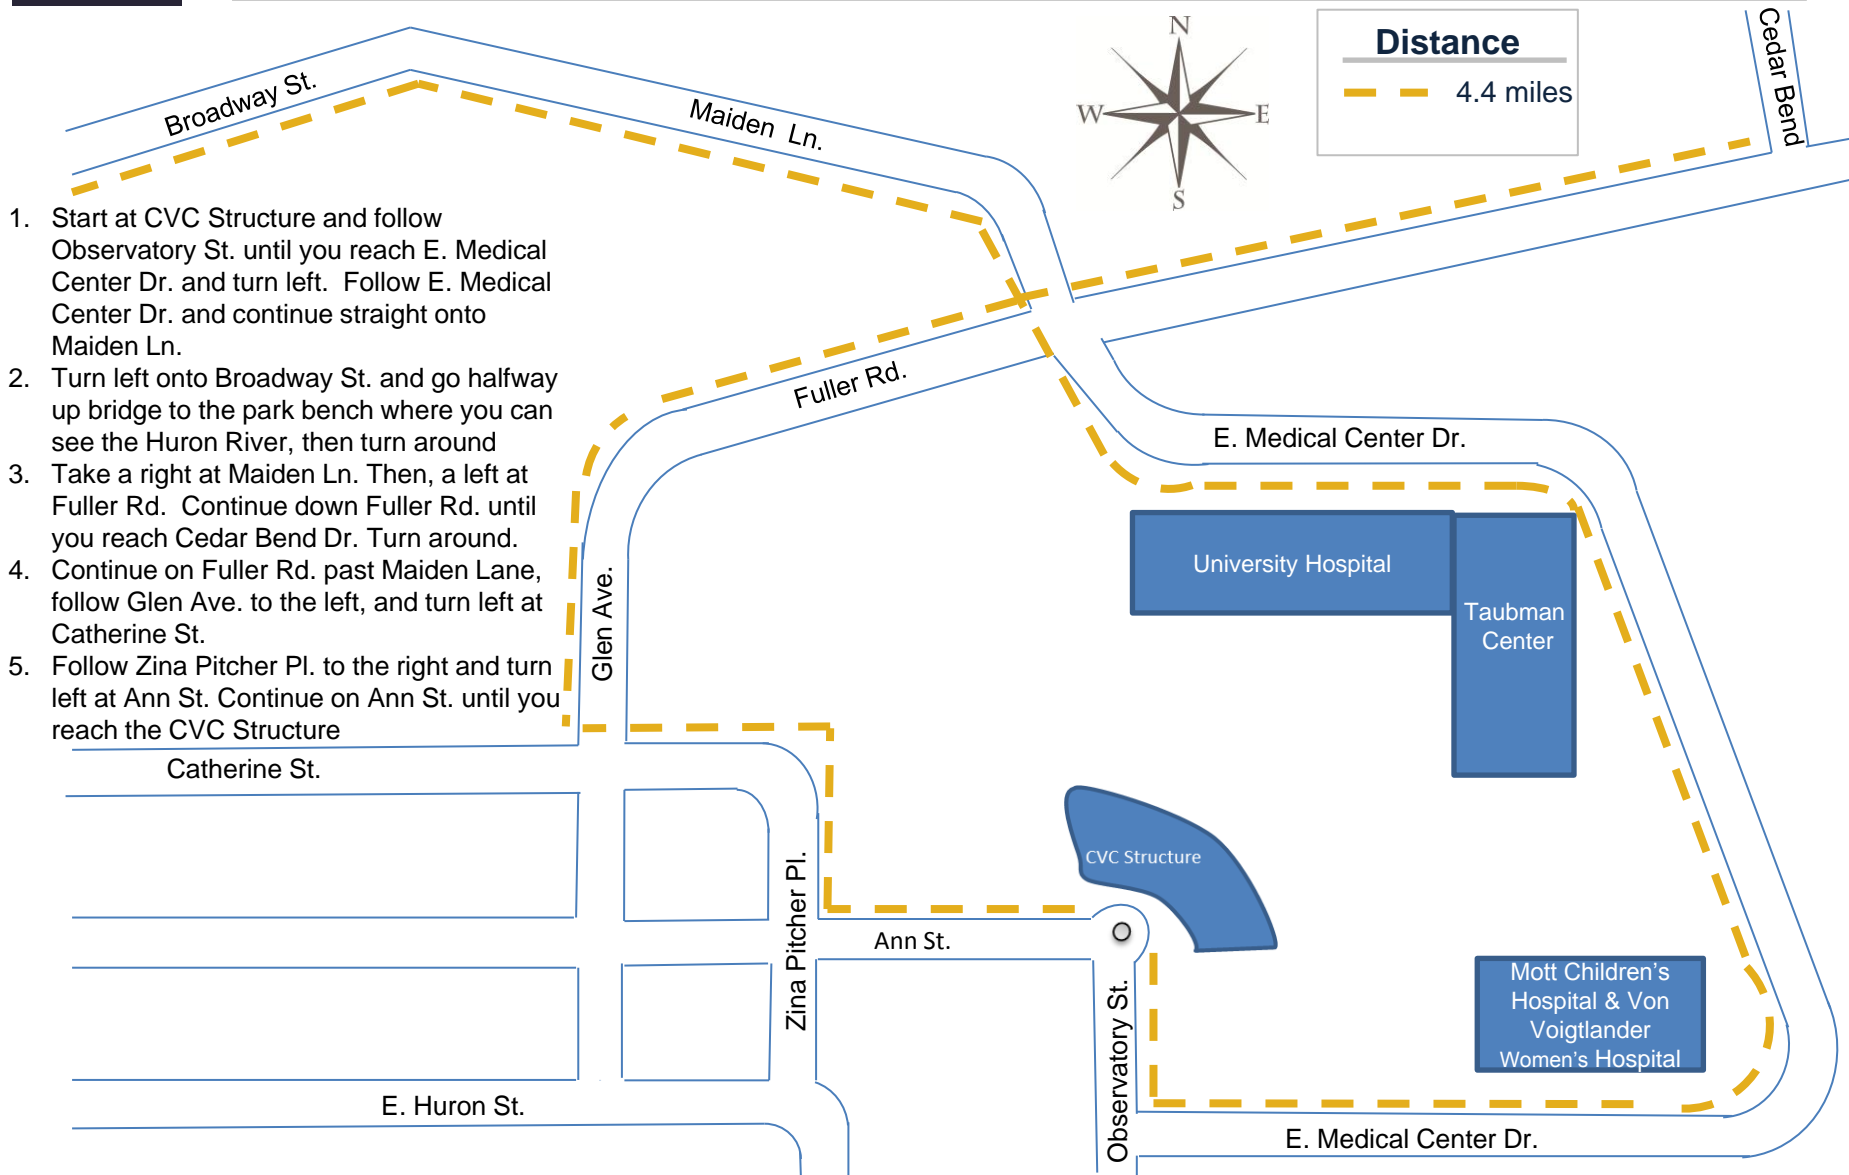 N
W
E
S
Distance
4.4 miles
Cedar Bend
Broadway St.
Maiden Ln.
1. Start at CVC Structure and follow
Observatory St. until you reach E. Medical
Center Dr. and turn left. Follow E. Medical
Center Dr. and continue straight onto
Maiden Ln.
2. Turn left onto Broadway St. and go halfway
up bridge to the park bench where you can
see the Huron River, then turn around
3. Take a right at Maiden Ln. Then, a left at
Fuller Rd. Continue down Fuller Rd. until
you reach Cedar Bend Dr. Turn around.
4. Continue on Fuller Rd. past Maiden Lane,
follow Glen Ave. to the left, and turn left at
Catherine St.
5. Follow Zina Pitcher Pl. to the right and turn
left at Ann St. Continue on Ann St. until you
reach the CVC Structure
Fuller Rd.
E. Medical Center Dr.
University Hospital
Taubman
Center
Glen Ave.
Catherine St.
CVC Structure
Zina Pitcher Pl.
Ann St.
Observatory St.
Mott Children's
Hospital & Von
Voigtlander
Women's Hospital
E. Huron St.
E. Medical Center Dr.